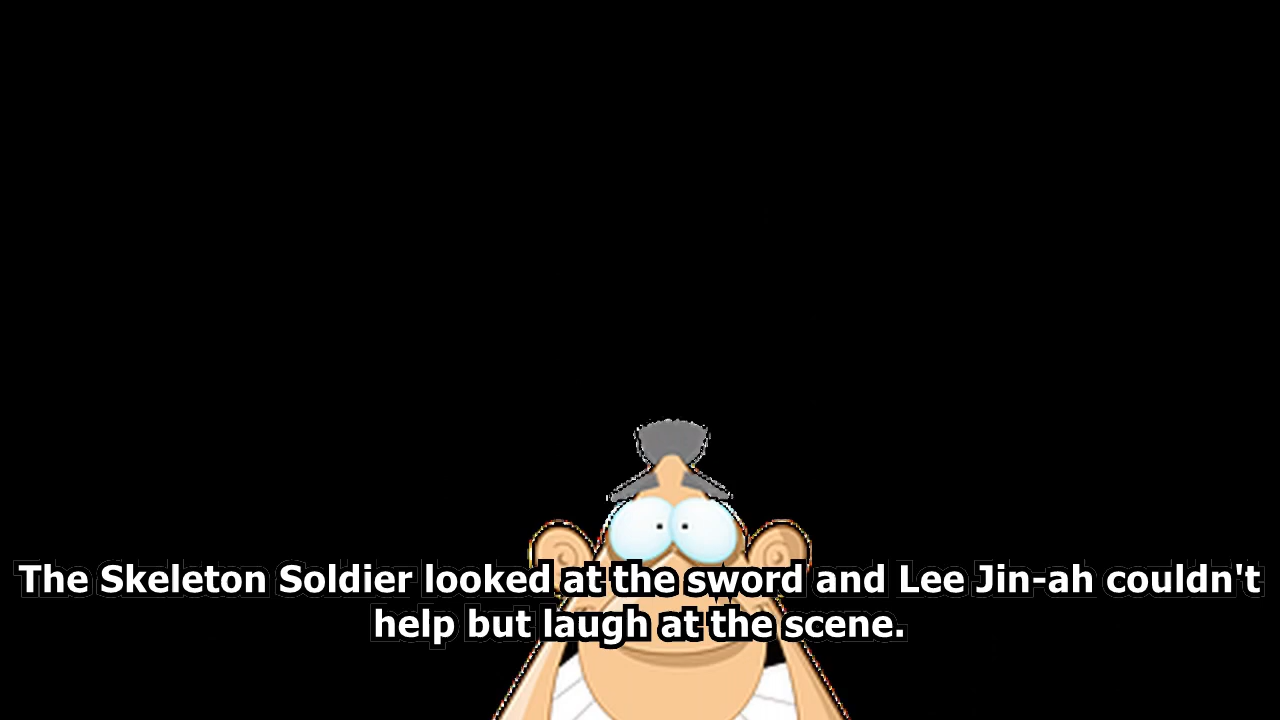 The Skeleton Soldier looked at the sword and Lee Jin-ah couldn't
help but laugh at the scene.